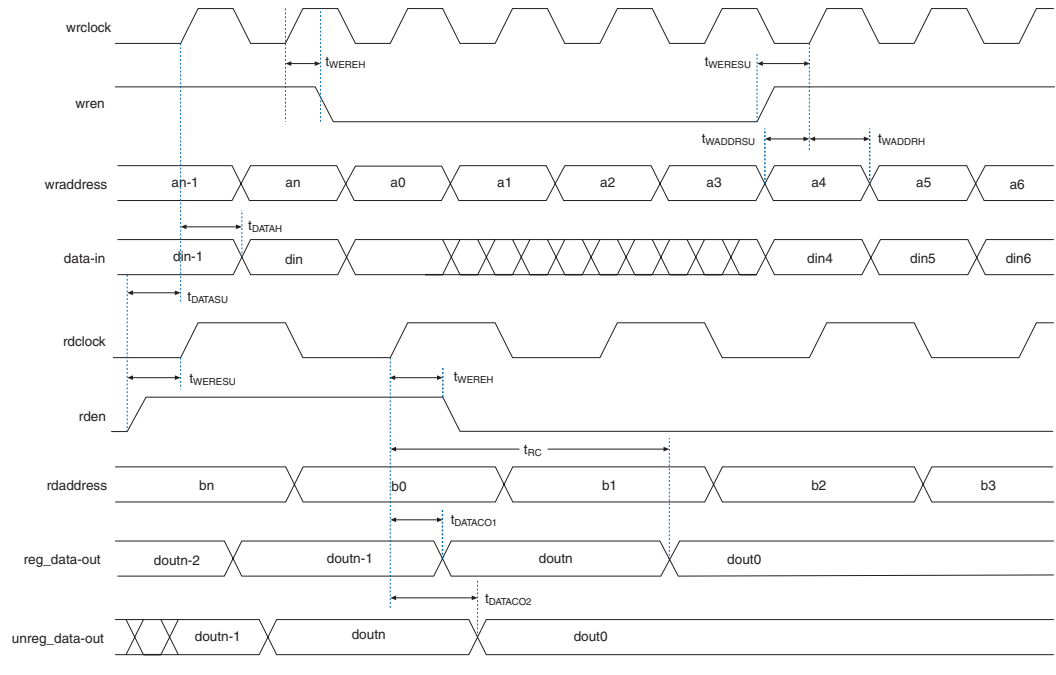 wrclock
tWEREH
tWERESU
wren
tWADDRSU
tWADDRH
wraddress
an-1 an a0 a1 a2 a3 a4 a5 a6
tDATAH
data-in
din-1 din din4 din5 din6
tDATASU
rdclock
tWERESU
tWEREH
rden
tRC
rdaddress
bn b0 b1 b2 b3
tDATACO1
reg_data-out
doutn-2 doutn-1 doutn dout0
tDATACO2
unreg_data-out
doutn-1 doutn dout0